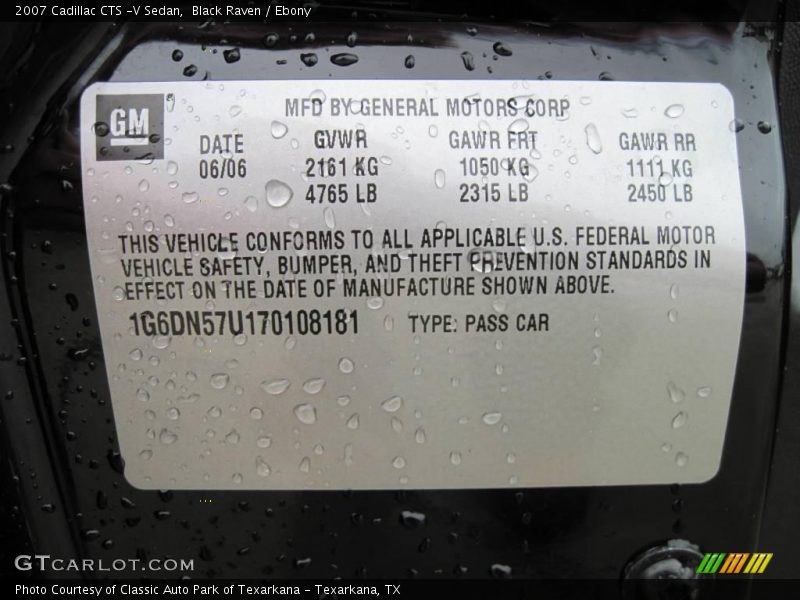 2007 Cadillac CTS -V Sedan, Black Raven / Ebony
GM
MFD BY GENERAL MOTORS CORP
DATE GVWR GAWR FRT GAWR RR
06/06 2161 KG 1050 KG 1111 KG
4765 LB 2315 LB 2450 LB
THIS VEHICLE CONFORMS TO ALL APPLICABLE U.S. FEDERAL MOTOR
VEHICLE SAFETY, BUMPER, AND THEFT PREVENTION STANDARDS IN
EFFECT ON THE DATE OF MANUFACTURE SHOWN ABOVE.
1G6DN57U170108181 TYPE: PASS CAR
GTCARLOT.COM
Photo Courtesy of Classic Auto Park of Texarkana - Texarkana, TX